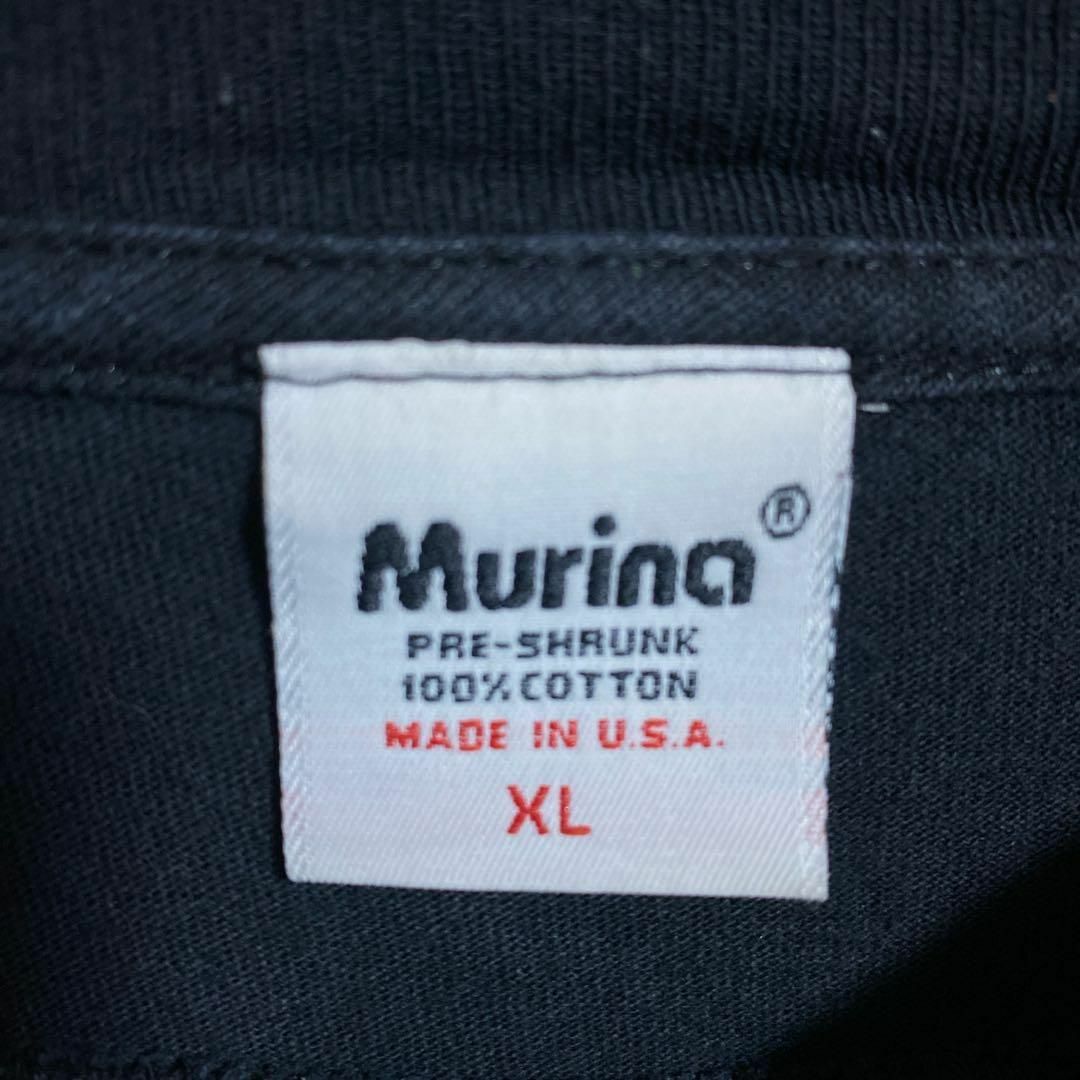 Murina®
PRE-SHRUNK
100% COTTON
MADE IN U.S.A.
XL